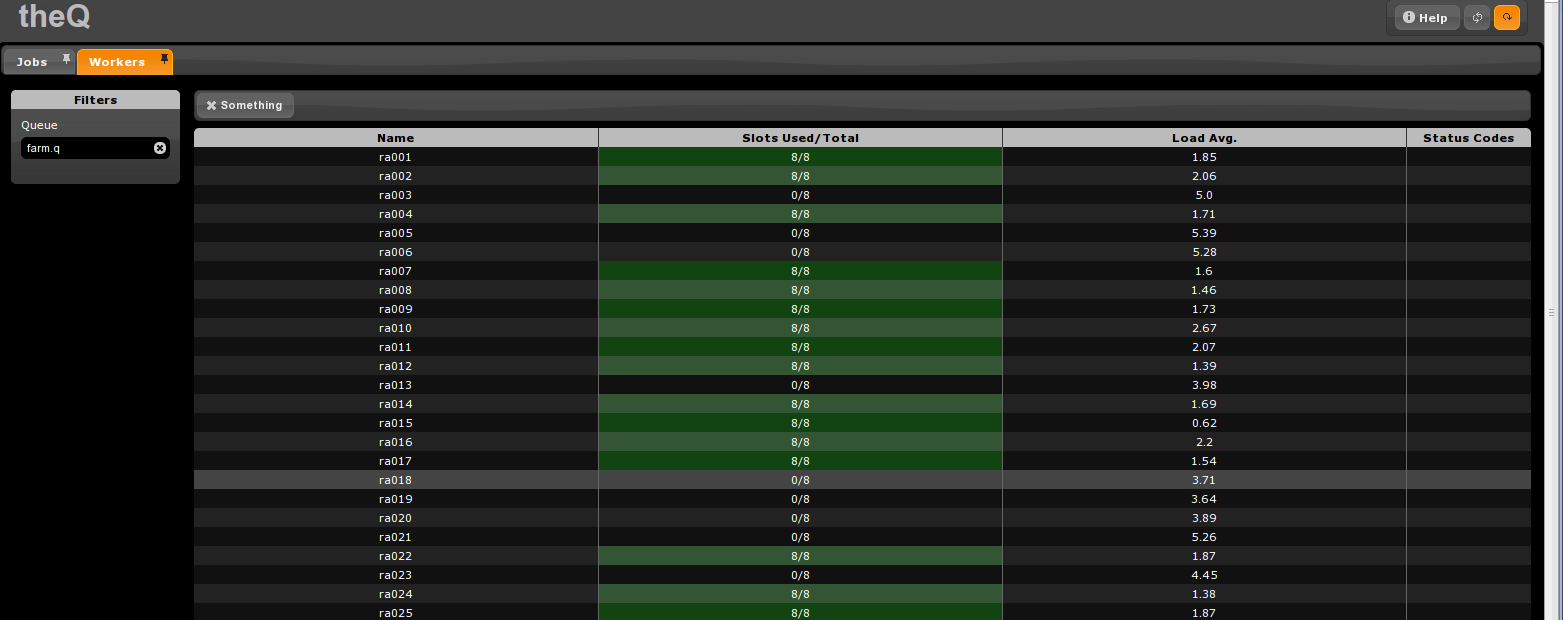 theQ
Help
Jobs Workers
Filters
Queue
farm.q
Something
Name Slots Used/Total Load Avg. Status Codes
ra001 8/8 1.85
ra002 8/8 2.06
ra003 0/8 5.0
ra004 8/8 1.71
ra005 0/8 5.39
ra006 0/8 5.28
ra007 8/8 1.6
ra008 8/8 1.46
ra009 8/8 1.73
ra010 8/8 2.67
ra011 8/8 2.07
ra012 8/8 1.39
ra013 0/8 3.98
ra014 8/8 1.69
ra015 8/8 0.62
ra016 8/8 2.2
ra017 8/8 1.54
ra018 0/8 3.71
ra019 0/8 3.64
ra020 0/8 3.89
ra021 0/8 5.26
ra022 8/8 1.87
ra023 0/8 4.45
ra024 8/8 1.38
ra025 8/8 1.87